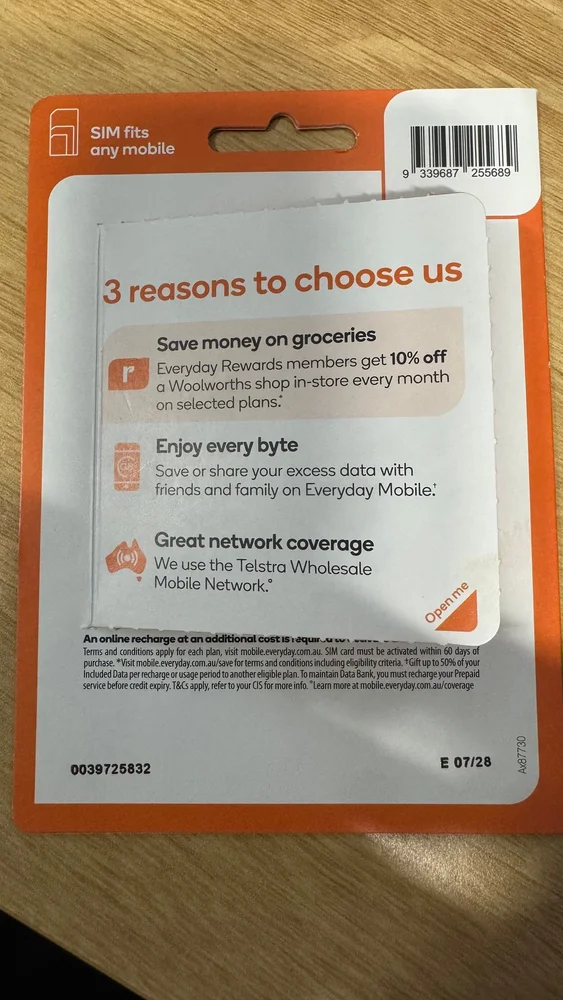 SIM fits
any mobile
9 339687 255689
3 reasons to choose us
Save money on groceries
r
Everyday Rewards members get 10% off
a Woolworths shop in-store every month
on selected plans.*
Enjoy every byte
Save or share your excess data with
friends and family on Everyday Mobile.†
Great network coverage
We use the Telstra Wholesale
Mobile Network.°
Open me
An online recharge at an additional cost is
Terms and conditions apply for each plan, visit mobile.everyday.com.au. SIM card must be activated within 60 days of
purchase. *Visit mobile.everyday.com.au/save for terms and conditions including eligibility criteria. †Gift up to 50% of your
Included Data per recharge or usage period to another eligible plan. To maintain Data Bank, you must recharge your Prepaid
service before credit expiry. T&Cs apply, refer to your CIS for more info. °Learn more at mobile.everyday.com.au/coverage
0039725832
E 07/28
Ax87730